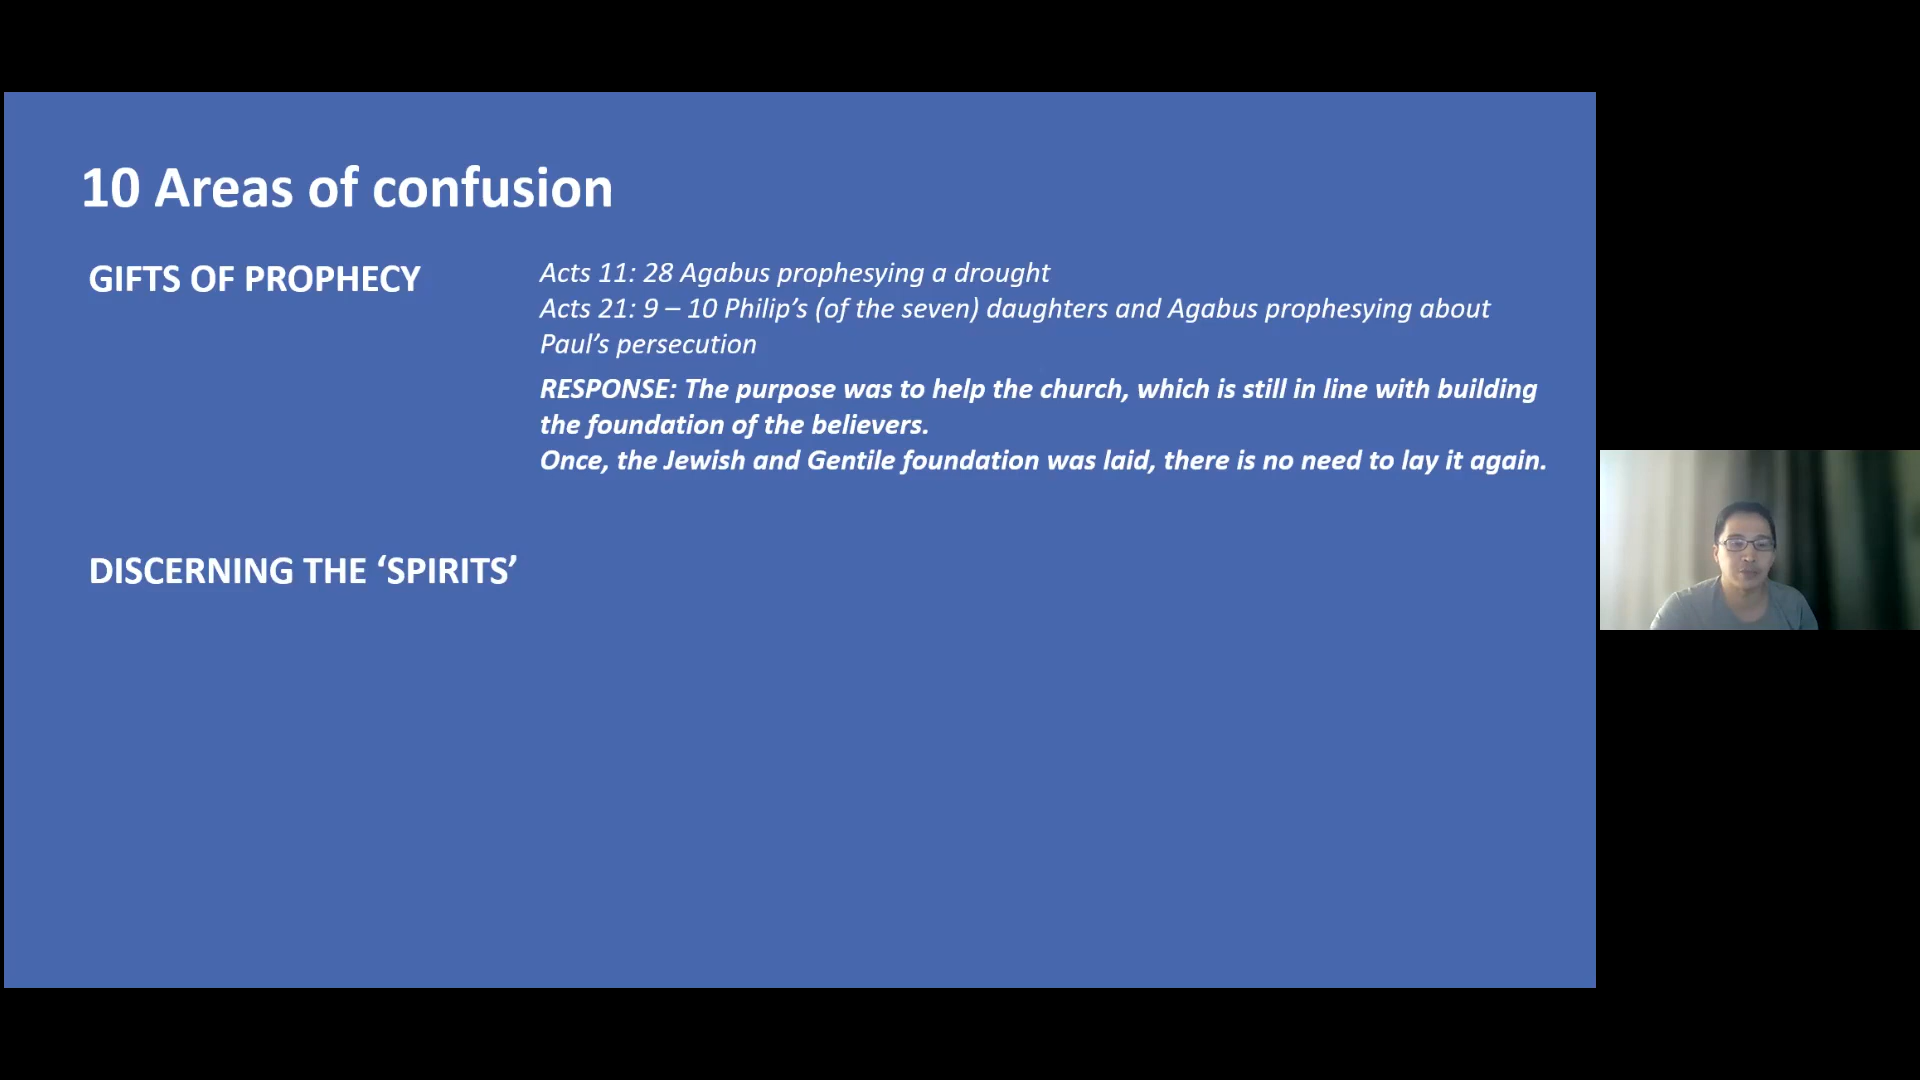 10 Areas of confusion
GIFTS OF PROPHECY
Acts 11: 28 Agabus prophesying a drought
Acts 21: 9 – 10 Philip’s (of the seven) daughters and Agabus prophesying about
Paul’s persecution
RESPONSE: The purpose was to help the church, which is still in line with building
the foundation of the believers.
Once, the Jewish and Gentile foundation was laid, there is no need to lay it again.
DISCERNING THE ‘SPIRITS’